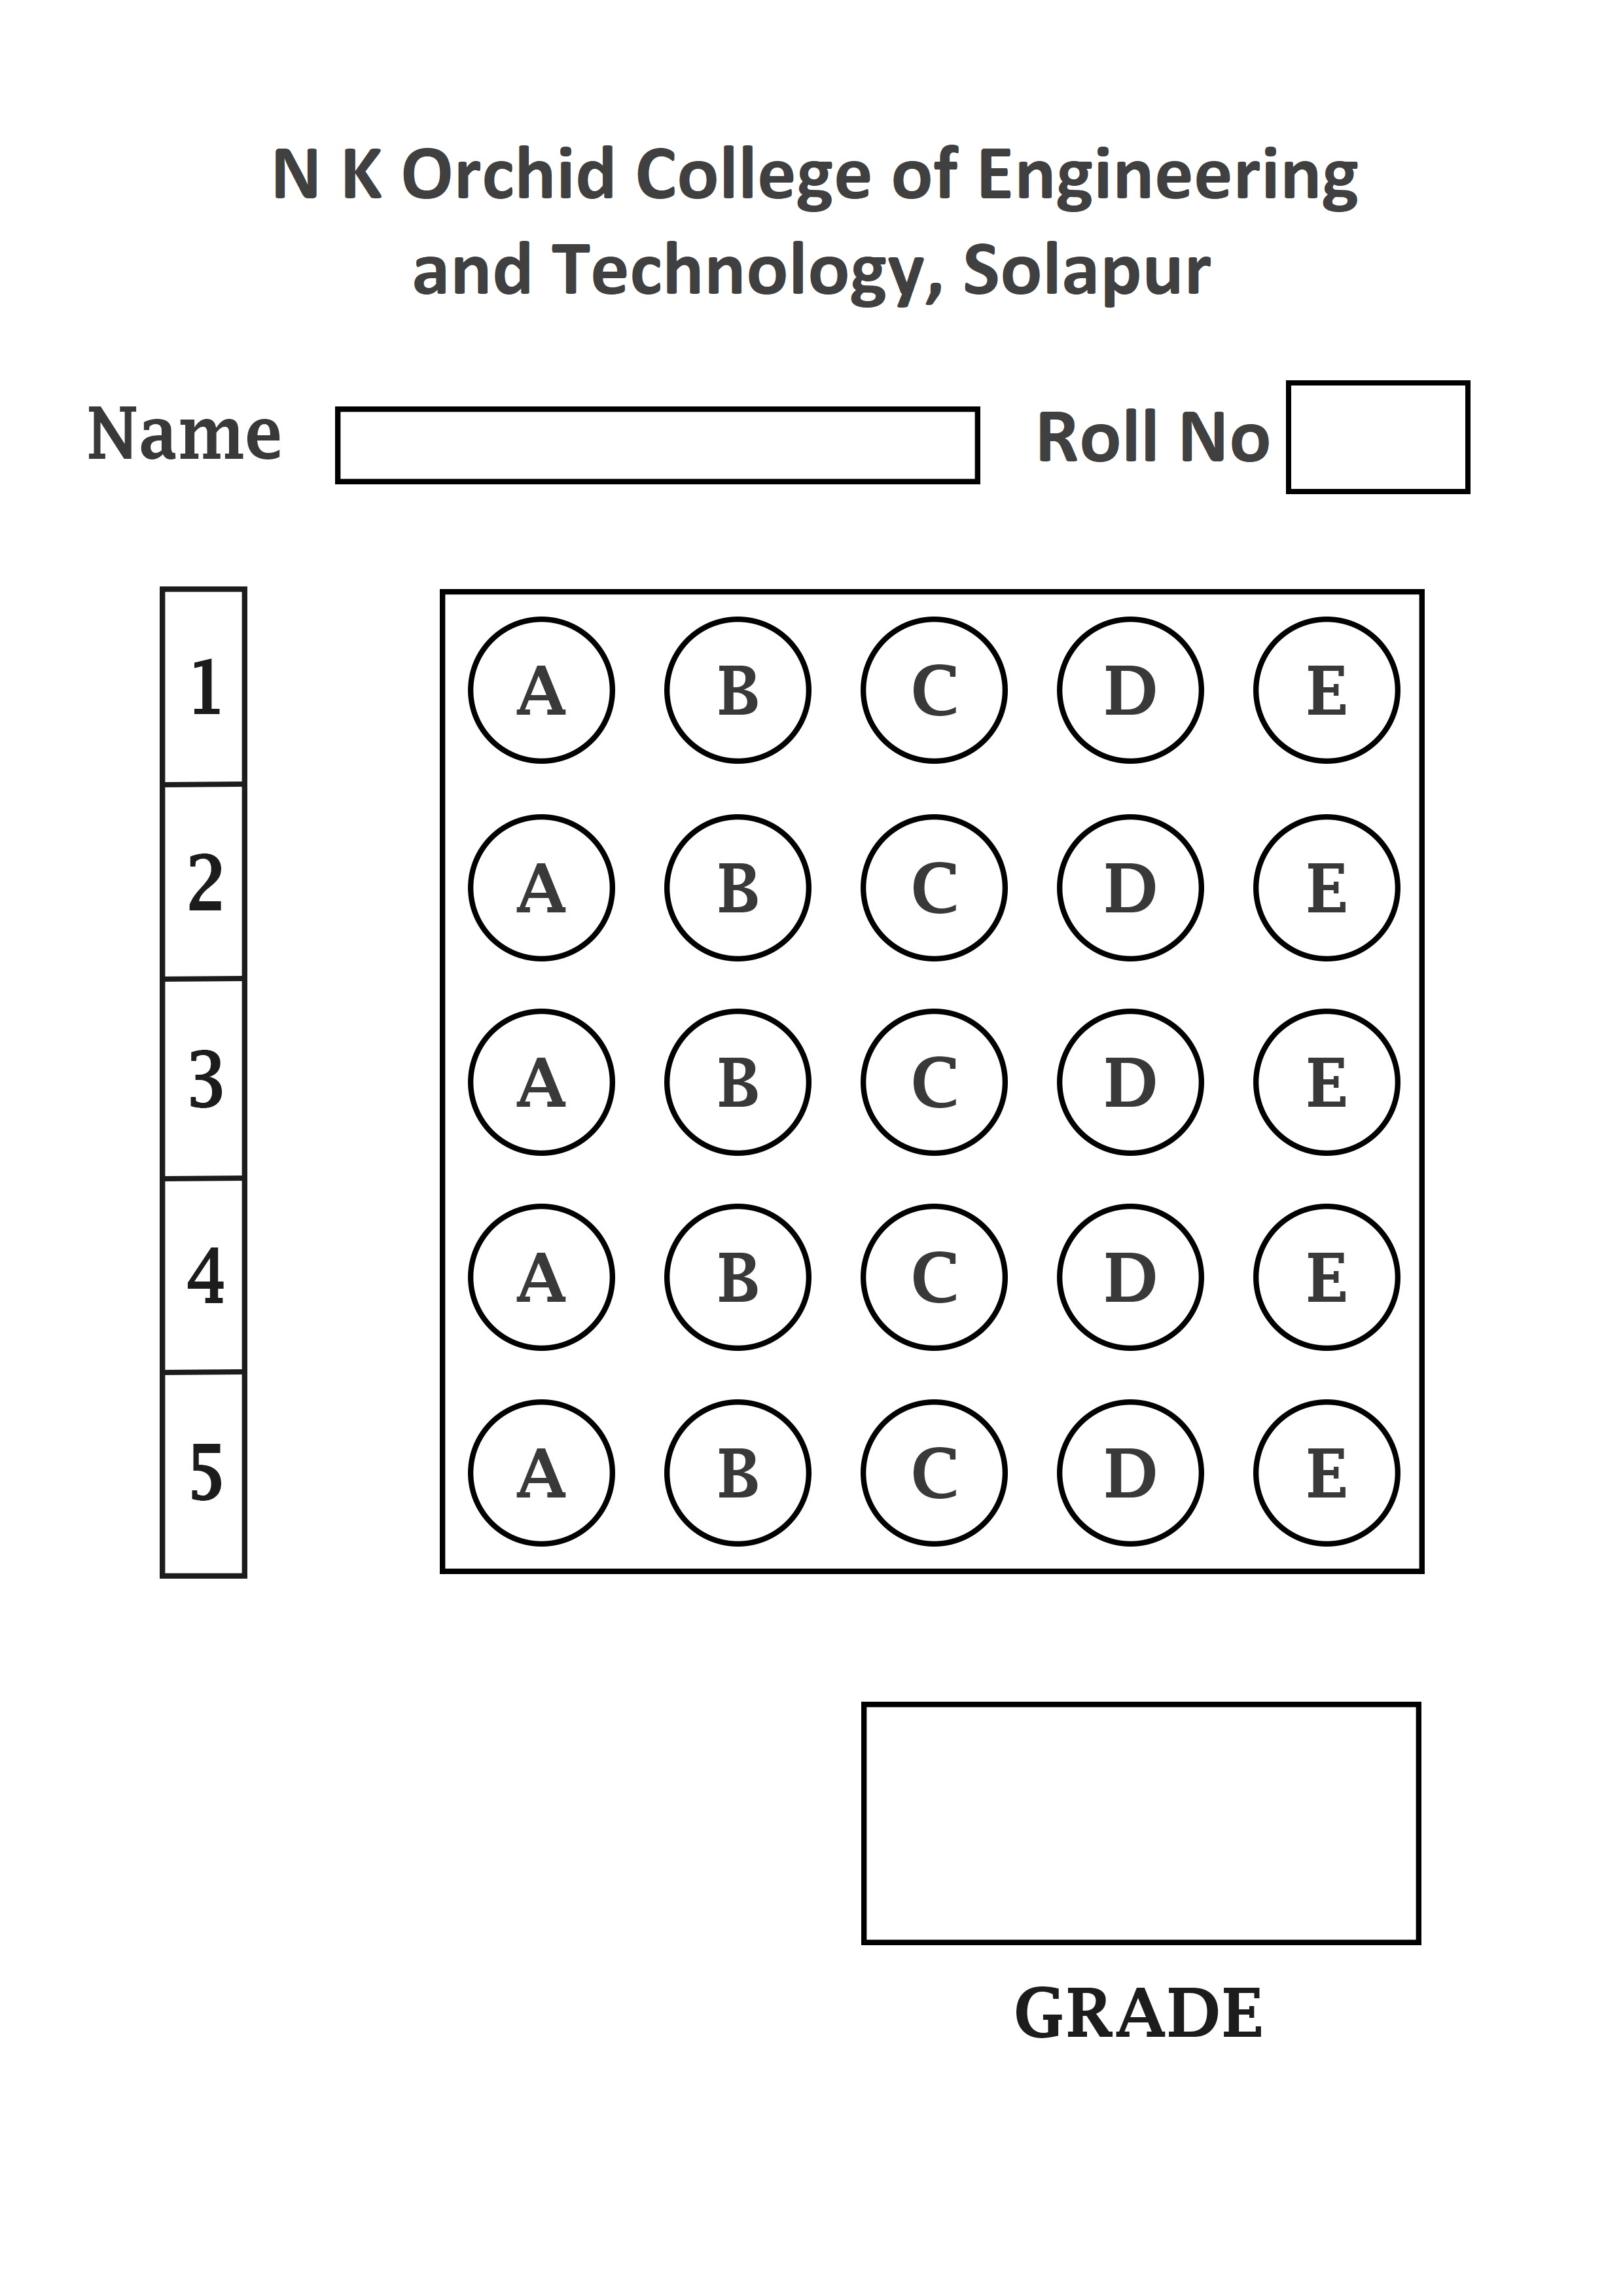 N K Orchid College of Engineering
and Technology, Solapur
Name Roll No
1 A B C D E
2 A B C D E
3 A B C D E
4 A B C D E
5 A B C D E
GRADE